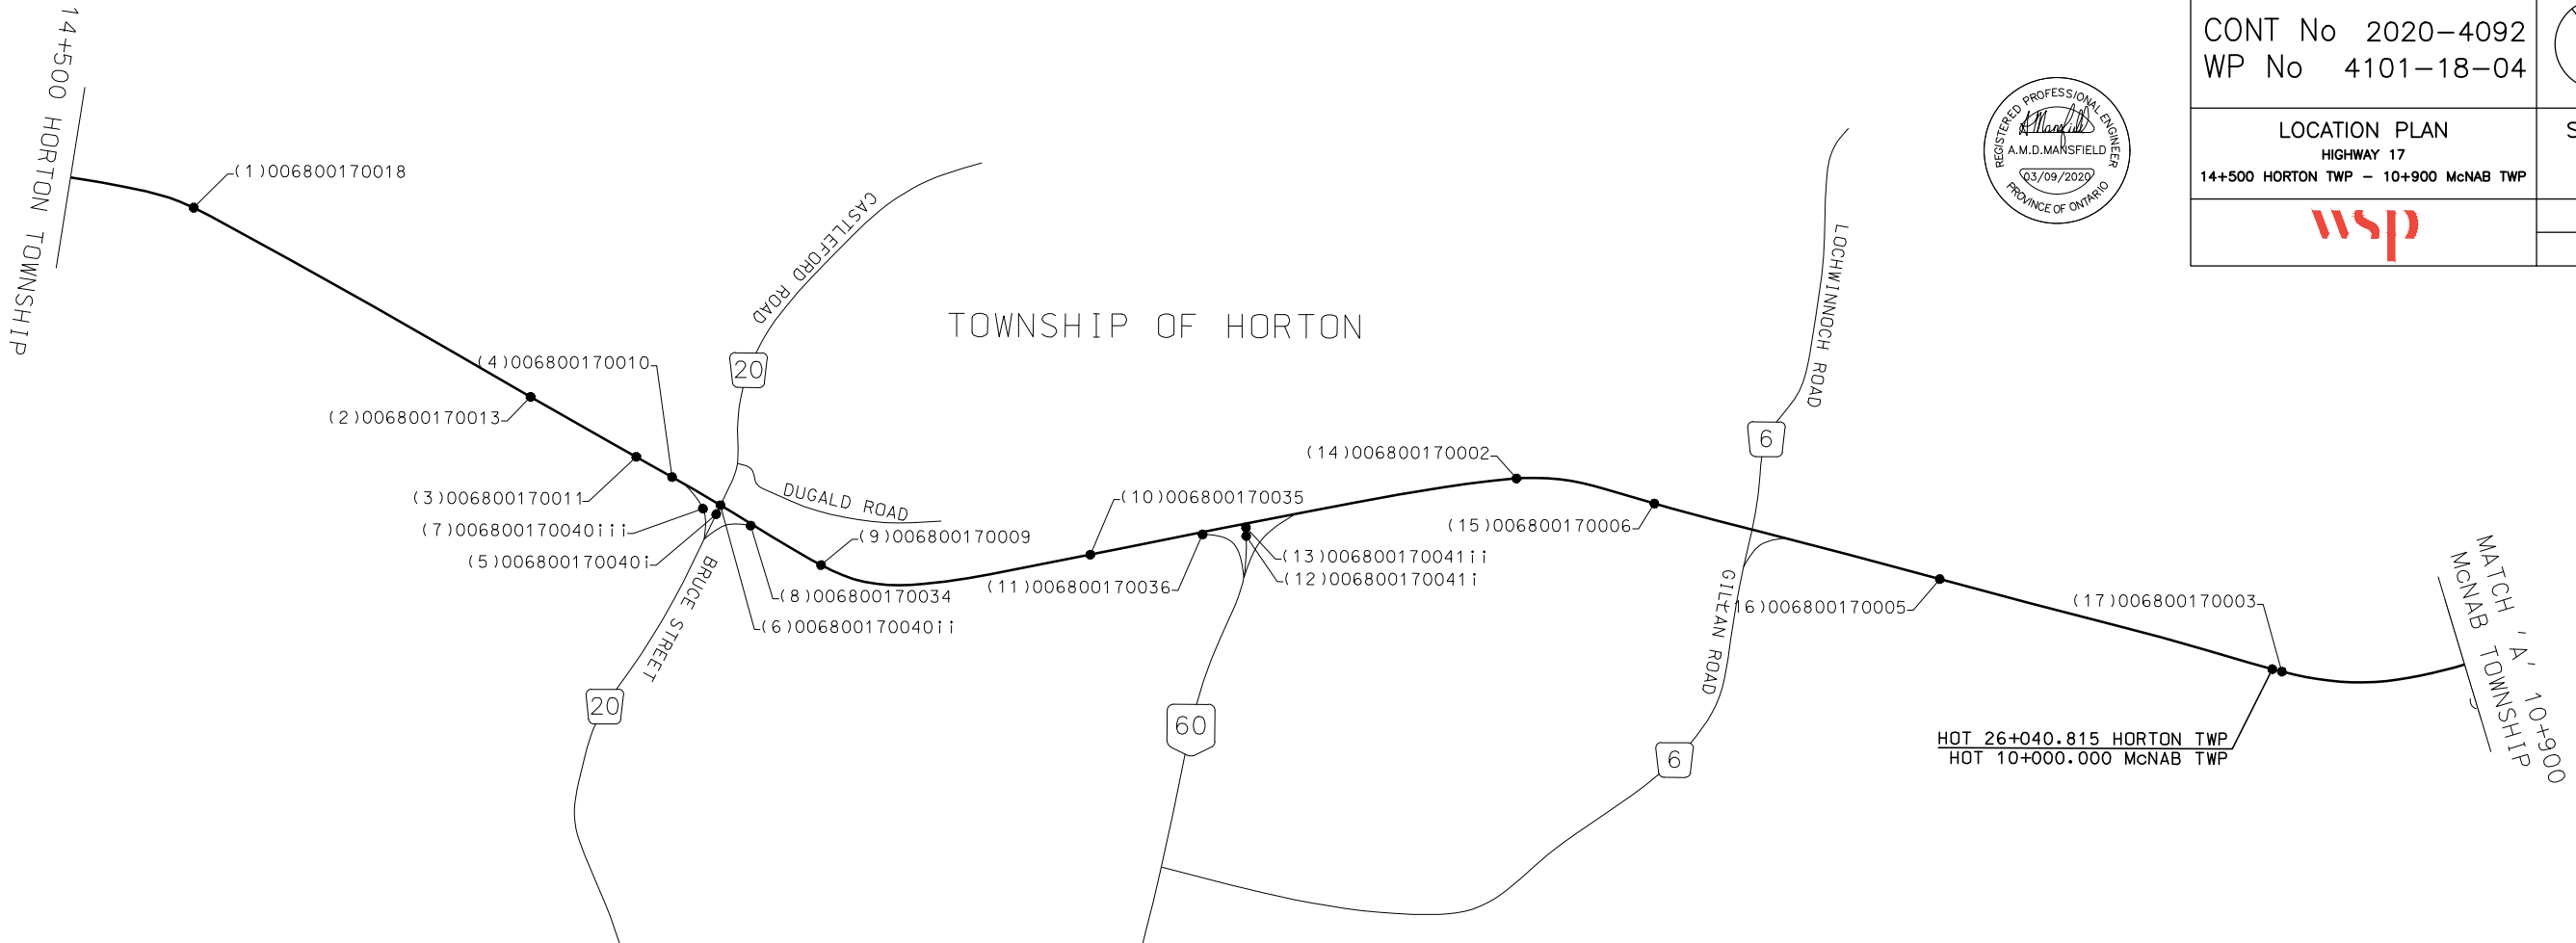 CONT No 2020-4092
WP No 4101-18-04
LOCATION PLAN
HIGHWAY 17
14+500 HORTON TWP - 10+900 McNAB TWP
wsp
REGISTERED PROFESSIONAL ENGINEER
A.M.D.MANSFIELD
03/09/2020
PROVINCE OF ONTARIO
14+500 HORTON TOWNSHIP
(1)006800170018
CASTLEFORD ROAD
LOCHWINNOCH ROAD
TOWNSHIP OF HORTON
(4)006800170010
20
(2)006800170013
6
(14)006800170002
(3)006800170011
DUGALD ROAD
(10)006800170035
(7)006800170040iii
(15)006800170006
(9)006800170009
(5)006800170040i
(13)006800170041ii
(12)006800170041i
(11)006800170036
(8)006800170034
(6)006800170040ii
BRUCE STREET
GILLAN ROAD
(16)006800170005
(17)006800170003
MATCH 'A' 10+900
McNAB TOWNSHIP
20
60
6
HOT 26+040.815 HORTON TWP
HOT 10+000.000 McNAB TWP